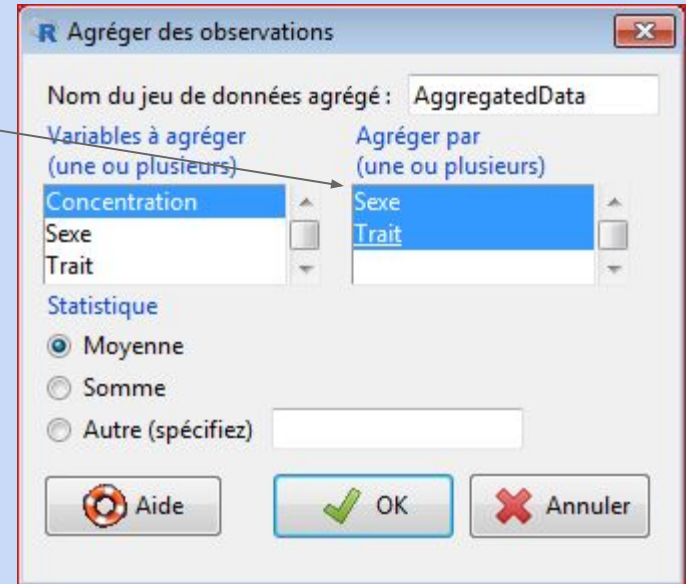 R Agréger des observations
Nom du jeu de données agrégé : AggregatedData
Variables à agréger
(une ou plusieurs)
Concentration
Sexe
Trait
Agréger par
(une ou plusieurs)
Sexe
Trait
Statistique
Moyenne
Somme
Autre (spécifiez)
Aide
OK
Annuler